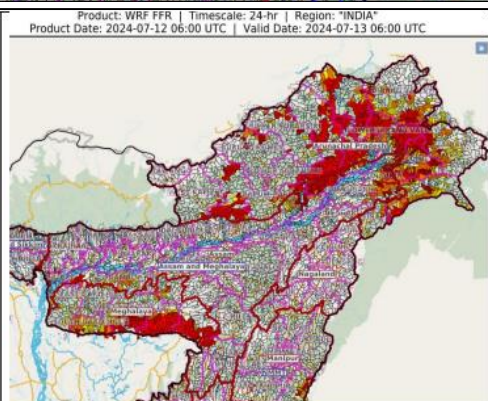 Product: WRF FFR | Timescale: 24-hr | Region: "INDIA"
Product Date: 2024-07-12 06:00 UTC | Valid Date: 2024-07-13 06:00 UTC
Arunachal Pradesh
Assam and Meghalaya
Nagaland
Meghalaya
Manipur